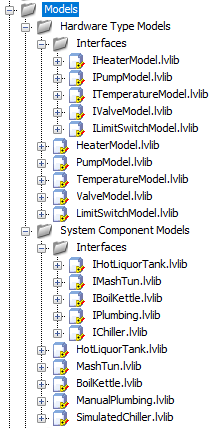 Models
Hardware Type Models
Interfaces
IHeaterModel.lvlib
IPumpModel.lvlib
ITemperatureModel.lvlib
IValveModel.lvlib
ILimitSwitchModel.lvlib
HeaterModel.lvlib
PumpModel.lvlib
TemperatureModel.lvlib
ValveModel.lvlib
LimitSwitchModel.lvlib
System Component Models
Interfaces
IHotLiquorTank.lvlib
IMashTun.lvlib
IBoilKettle.lvlib
IPlumbing.lvlib
IChiller.lvlib
HotLiquorTank.lvlib
MashTun.lvlib
BoilKettle.lvlib
ManualPlumbing.lvlib
SimulatedChiller.lvlib